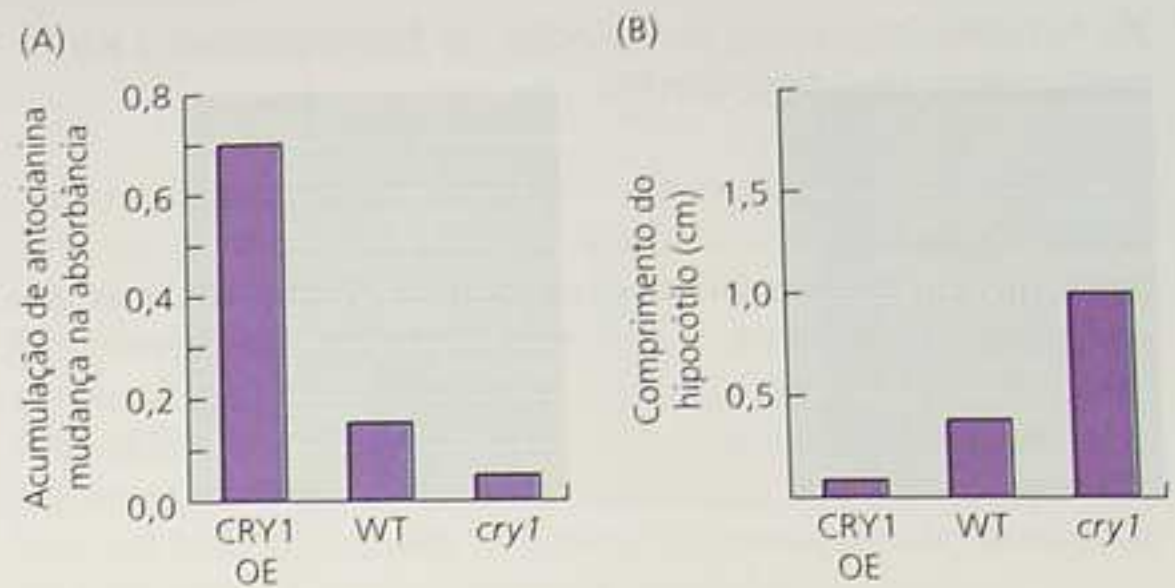 (A)
Acumulação de antocianina
mudança na absorbância
0,8
0,6
0,4
0,2
0,0
CRY1
OE
WT
cry1
(B)
Comprimento do
hipocótilo (cm)
1,5
1,0
0,5
CRY1
OE
WT
cry1